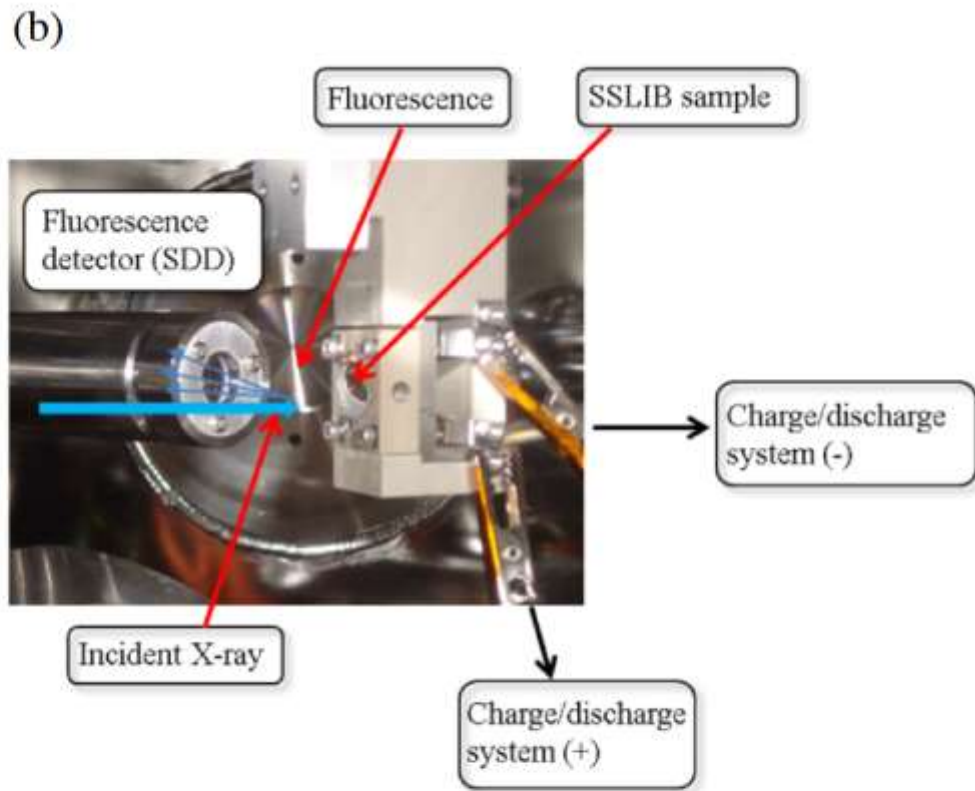 (b)
Fluorescence
SSLIB sample
Fluorescence
detector (SDD)
Charge/discharge
system (-)
Incident X-ray
Charge/discharge
system (+)